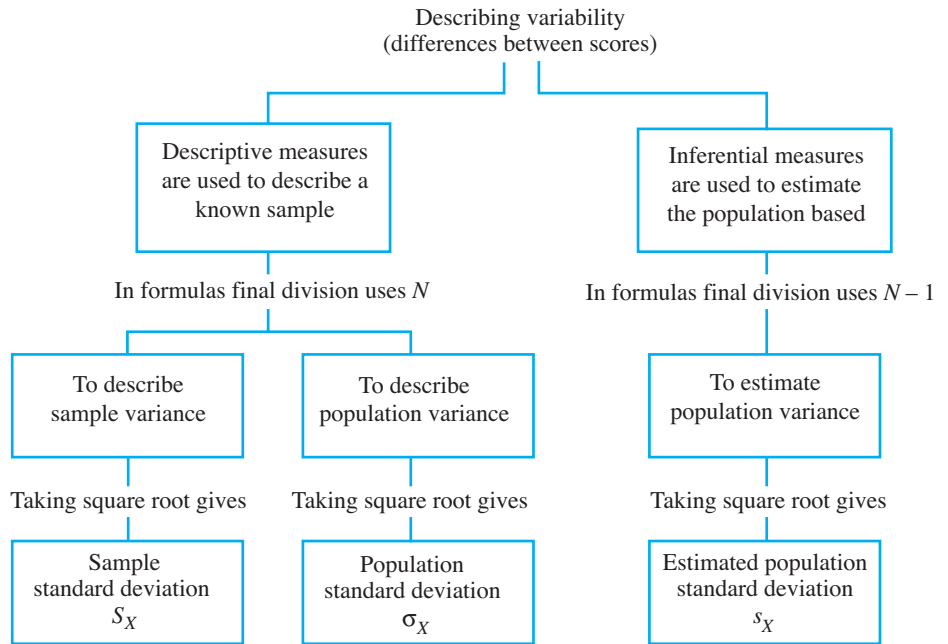 Describing variability
(differences between scores)
Descriptive measures
are used to describe a
known sample
Inferential measures
are used to estimate
the population based
In formulas final division uses N
In formulas final division uses N – 1
To describe
sample variance
To describe
population variance
To estimate
population variance
Taking square root gives
Taking square root gives
Taking square root gives
Sample
standard deviation
S_X
Population
standard deviation
σ_X
Estimated population
standard deviation
s_X